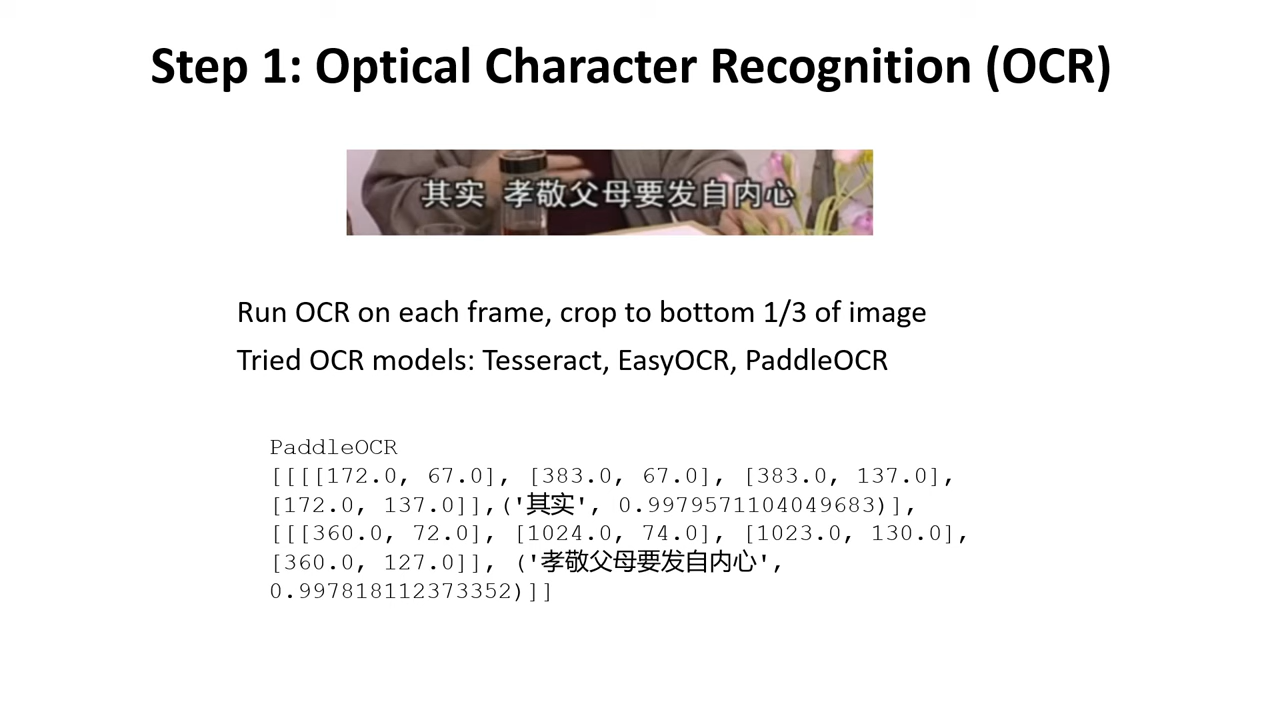 Step 1: Optical Character Recognition (OCR)
其实 孝敬父母要发自内心
Run OCR on each frame, crop to bottom 1/3 of image
Tried OCR models: Tesseract, EasyOCR, PaddleOCR
PaddleOCR
[[[[172.0, 67.0], [383.0, 67.0], [383.0, 137.0],
[172.0, 137.0]],('其实', 0.9979571104049683)],
[[[360.0, 72.0], [1024.0, 74.0], [1023.0, 130.0],
[360.0, 127.0]], ('孝敬父母要发自内心',
0.997818112373352)]]